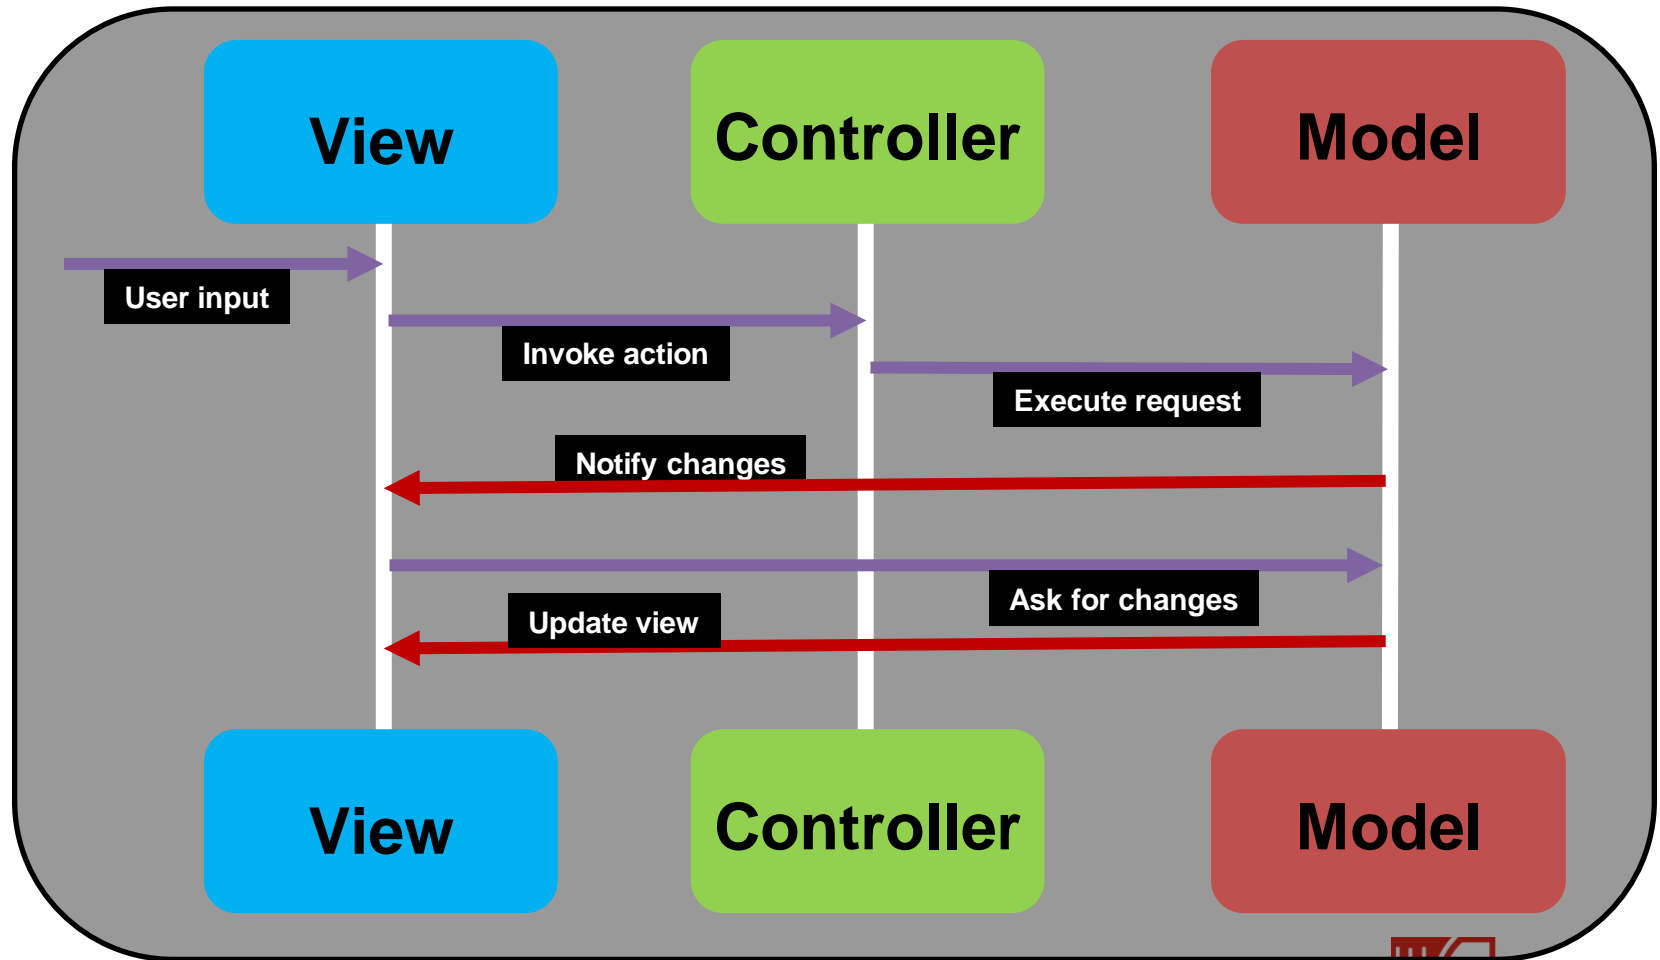 View
Controller
Model
User input
Invoke action
Execute request
Notify changes
Ask for changes
Update view
View
Controller
Model